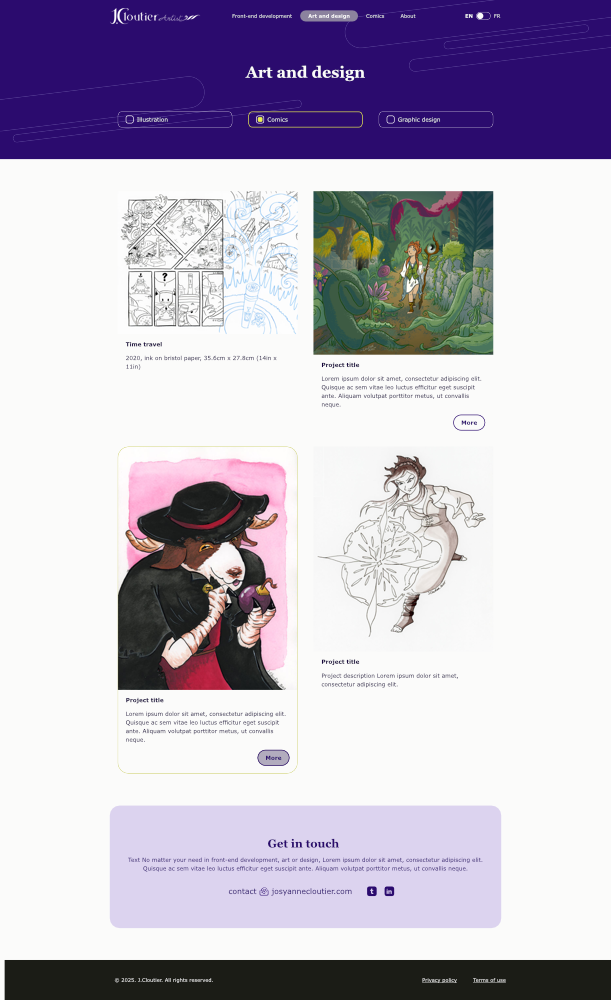 J.Cloutier Artist
Front-end development Art and design Comics About EN FR
Art and design
Illustration Comics Graphic design
Time travel
2020, ink on bristol paper, 35.6cm x 27.8cm (14in x
11in)
Project title
Lorem ipsum dolor sit amet, consectetur adipiscing elit.
Quisque ac sem vitae leo luctus efficitur eget suscipit
ante. Aliquam volutpat porttitor metus, ut convallis
neque.
More
Project title
Lorem ipsum dolor sit amet, consectetur adipiscing elit.
Quisque ac sem vitae leo luctus efficitur eget suscipit
ante. Aliquam volutpat porttitor metus, ut convallis
neque.
More
Project title
Project description Lorem ipsum dolor sit amet,
consectetur adipiscing elit.
Get in touch
Text No matter your need in front-end development, art or design, Lorem ipsum dolor sit amet, consectetur adipiscing elit.
Quisque ac sem vitae leo luctus efficitur eget suscipit ante. Aliquam volutpat porttitor metus, ut convallis neque.
contact josyannecloutier.com t in
© 2025. J.Cloutier. All rights reserved. Privacy policy Terms of use